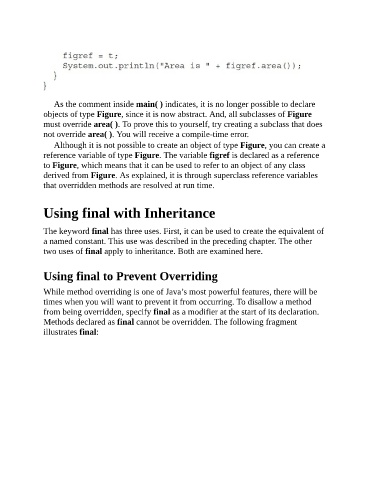 figref = t;
System.out.println("Area is " + figref.area());
}
}
As the comment inside main( ) indicates, it is no longer possible to declare
objects of type Figure, since it is now abstract. And, all subclasses of Figure
must override area( ). To prove this to yourself, try creating a subclass that does
not override area( ). You will receive a compile-time error.
Although it is not possible to create an object of type Figure, you can create a
reference variable of type Figure. The variable figref is declared as a reference
to Figure, which means that it can be used to refer to an object of any class
derived from Figure. As explained, it is through superclass reference variables
that overridden methods are resolved at run time.
Using final with Inheritance
The keyword final has three uses. First, it can be used to create the equivalent of
a named constant. This use was described in the preceding chapter. The other
two uses of final apply to inheritance. Both are examined here.
Using final to Prevent Overriding
While method overriding is one of Java's most powerful features, there will be
times when you will want to prevent it from occurring. To disallow a method
from being overridden, specify final as a modifier at the start of its declaration.
Methods declared as final cannot be overridden. The following fragment
illustrates final: